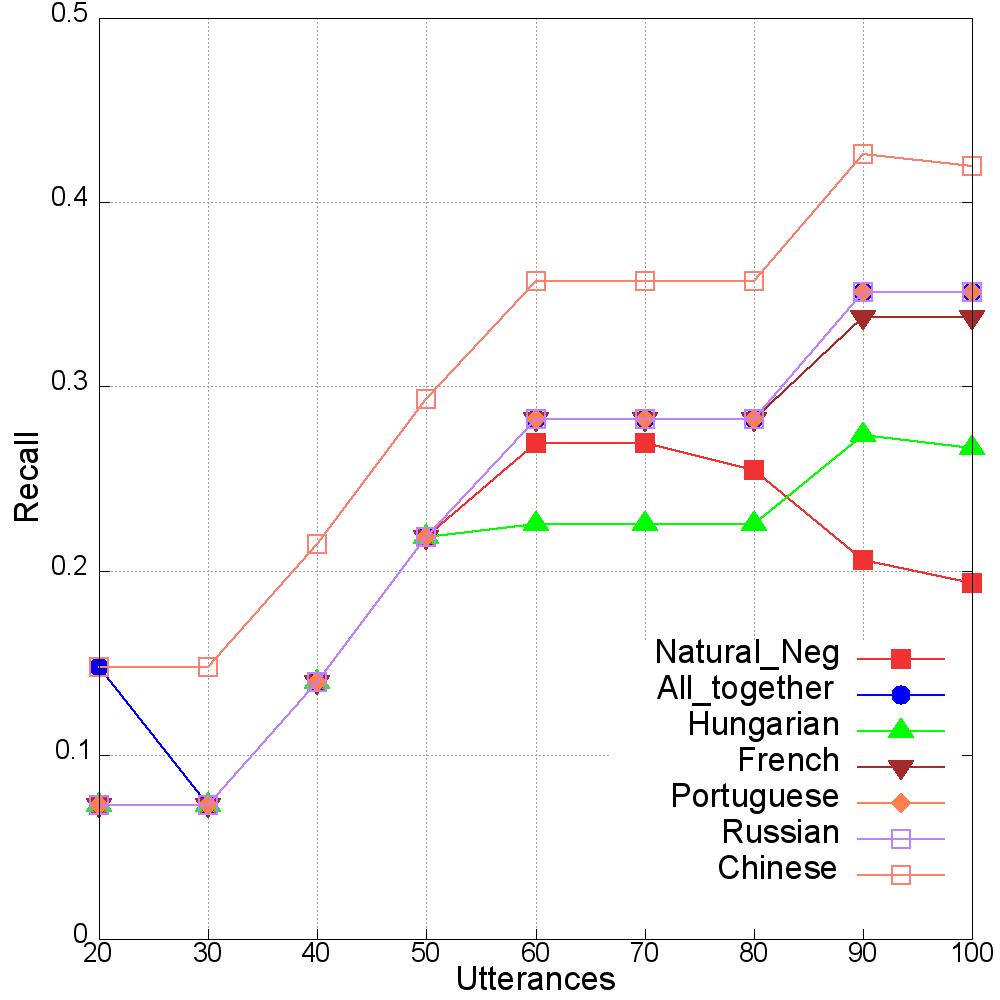 0.5
0.4
0.3
0.2
0.1
0
Recall
20 30 40 50 60 70 80 90 100
Utterances
Natural_Neg
All_together
Hungarian
French
Portuguese
Russian
Chinese